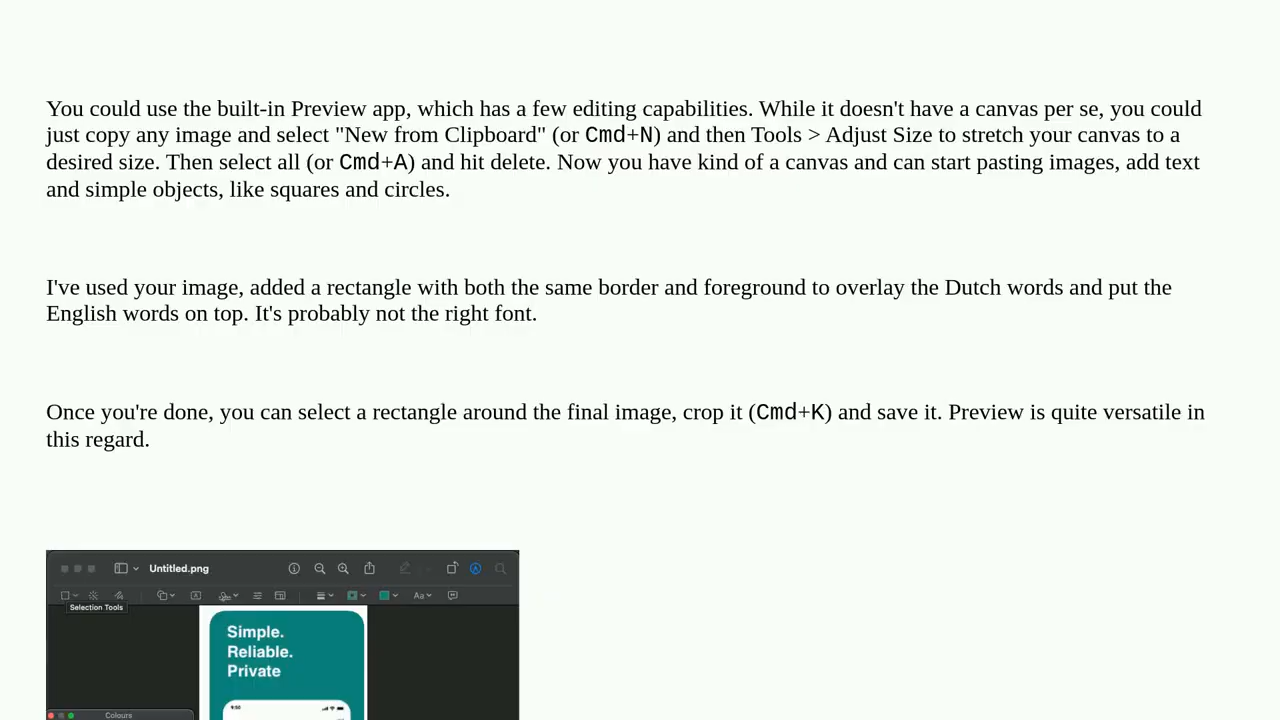 You could use the built-in Preview app, which has a few editing capabilities. While it doesn't have a canvas per se, you could
just copy any image and select "New from Clipboard" (or Cmd+N) and then Tools > Adjust Size to stretch your canvas to a
desired size. Then select all (or Cmd+A) and hit delete. Now you have kind of a canvas and can start pasting images, add text
and simple objects, like squares and circles.
I've used your image, added a rectangle with both the same border and foreground to overlay the Dutch words and put the
English words on top. It's probably not the right font.
Once you're done, you can select a rectangle around the final image, crop it (Cmd+K) and save it. Preview is quite versatile in
this regard.
Untitled.png
Aa
Selection Tools
Simple.
Reliable.
Private
9:50
Colours